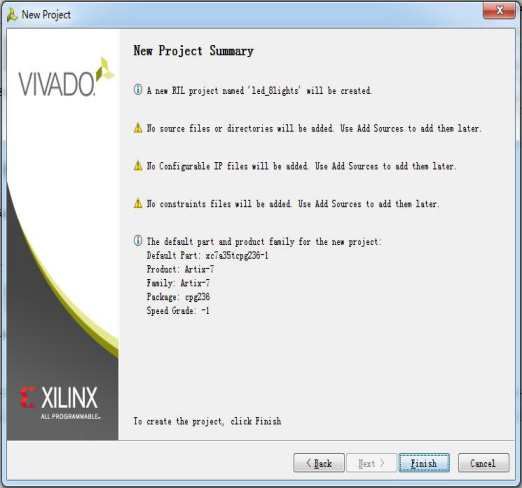 New Project
New Project Summary
VIVADO.
A new RTL project named 'led_8lights' will be created.
No source files or directories will be added. Use Add Sources to add them later.
No Configurable IP files will be added. Use Add Sources to add them later.
No constraints files will be added. Use Add Sources to add them later.
The default part and product family for the new project:
Default Part: xc7a35tcpg236-1
Product: Artix-7
Family: Artix-7
Package: cpg236
Speed Grade: -1
XILINX
ALL PROGRAMMABLE.
To create the project, click Finish
< Back Next > Finish Cancel